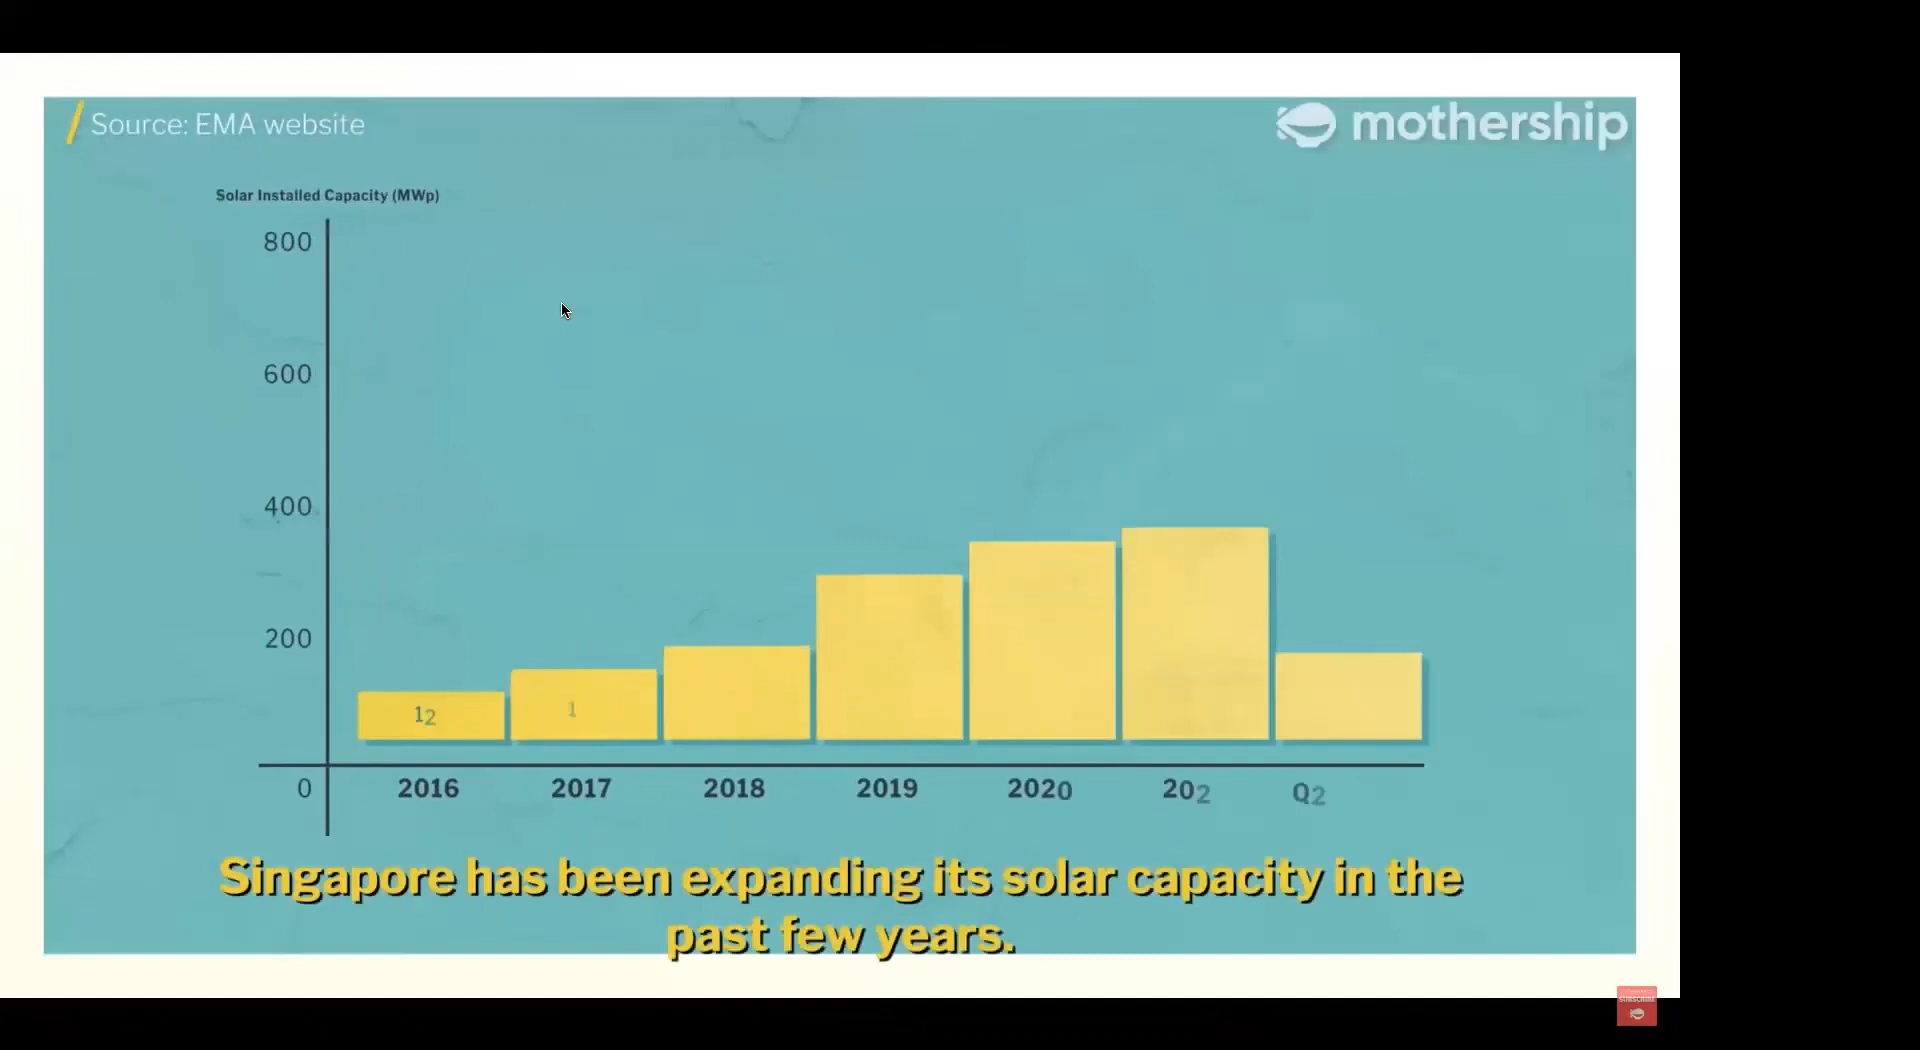 Source: EMA website
mothership
Solar Installed Capacity (MWp)
800
600
400
200
12
1
0
2016
2017
2018
2019
2020
202
Q2
Singapore has been expanding its solar capacity in the
past few years.
SUBSCRIBE